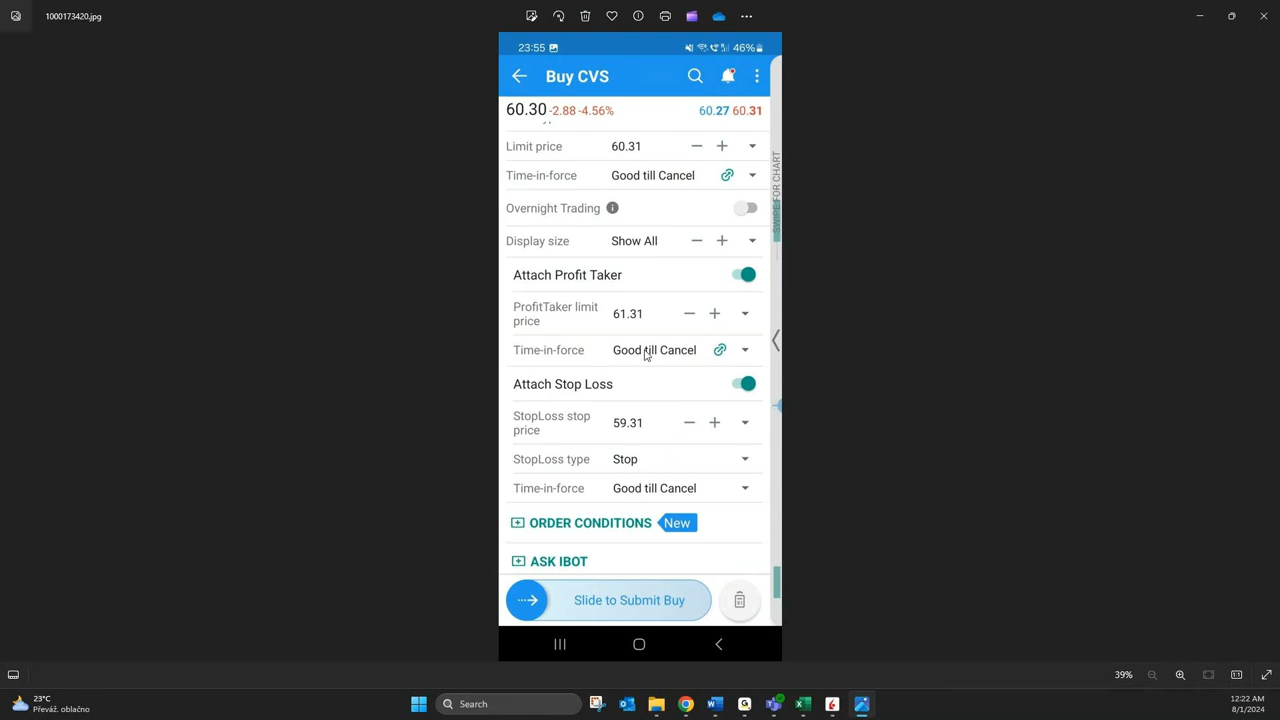 1000173420.jpg
23:55 46%
Buy CVS
60.30 -2.88 -4.56% 60.27 60.31
Limit price 60.31
Time-in-force Good till Cancel
SWIPE FOR CHART
Overnight Trading
Display size Show All
Attach Profit Taker
ProfitTaker limit
price 61.31
Time-in-force Good till Cancel
Attach Stop Loss
StopLoss stop
price 59.31
StopLoss type Stop
Time-in-force Good till Cancel
ORDER CONDITIONS New
ASK IBOT
Slide to Submit Buy
39%
23°C
Převáž. oblačno
Search
12:22 AM
8/1/2024